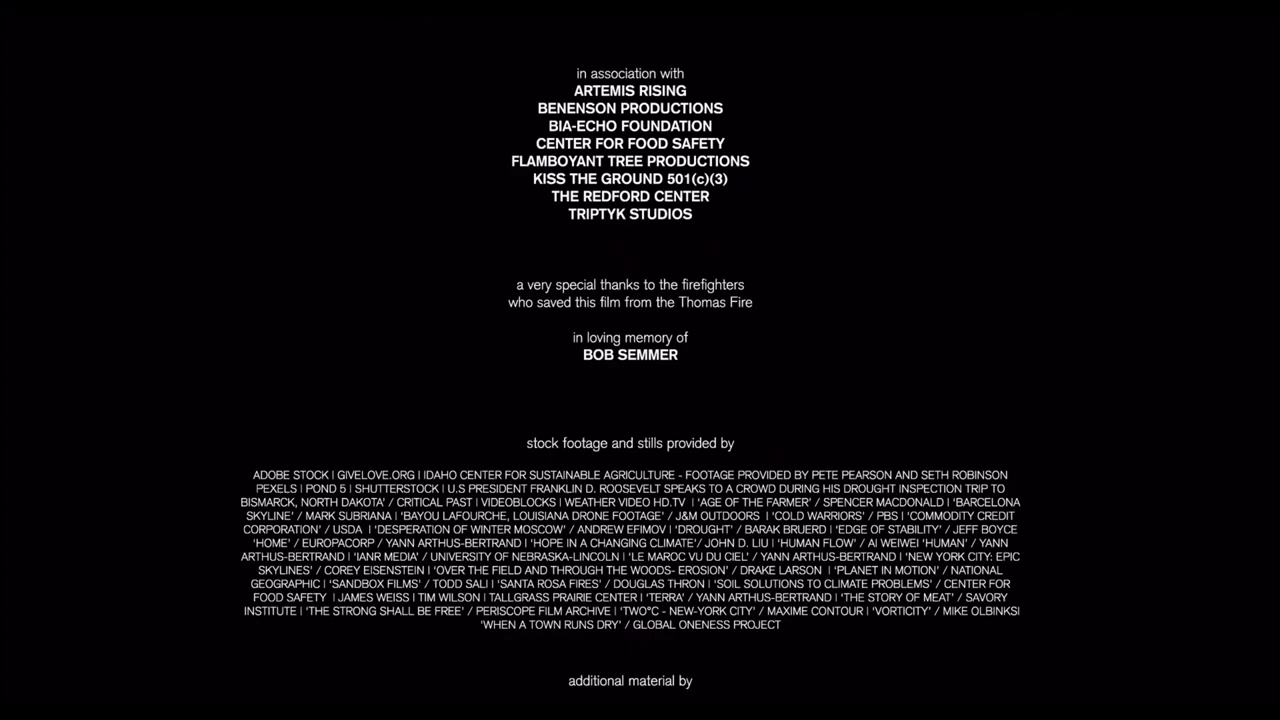 in association with
ARTEMIS RISING
BENENSON PRODUCTIONS
BIA-ECHO FOUNDATION
CENTER FOR FOOD SAFETY
FLAMBOYANT TREE PRODUCTIONS
KISS THE GROUND 501(c)(3)
THE REDFORD CENTER
TRIPTYK STUDIOS
a very special thanks to the firefighters
who saved this film from the Thomas Fire
in loving memory of
BOB SEMMER
stock footage and stills provided by
ADOBE STOCK | GIVELOVE.ORG | IDAHO CENTER FOR SUSTAINABLE AGRICULTURE - FOOTAGE PROVIDED BY PETE PEARSON AND SETH ROBINSON
PEXELS | POND 5 | SHUTTERSTOCK | U.S PRESIDENT FRANKLIN D. ROOSEVELT SPEAKS TO A CROWD DURING HIS DROUGHT INSPECTION TRIP TO
BISMARCK, NORTH DAKOTA' / CRITICAL PAST | VIDEOBLOCKS | WEATHER VIDEO HD.TV | 'AGE OF THE FARMER' / SPENCER MACDONALD | 'BARCELONA
SKYLINE' / MARK SUBRIANA | 'BAYOU LAFOURCHE, LOUISIANA DRONE FOOTAGE' / J&M OUTDOORS | 'COLD WARRIORS' / PBS | 'COMMODITY CREDIT
CORPORATION' / USDA | 'DESPERATION OF WINTER MOSCOW' / ANDREW EFIMOV | 'DROUGHT' / BARAK BRUERD | 'EDGE OF STABILITY' / JEFF BOYCE
'HOME' / EUROPACORP / YANN ARTHUS-BERTRAND | 'HOPE IN A CHANGING CLIMATE'/ JOHN D. LIU | 'HUMAN FLOW' / AI WEIWEI 'HUMAN' / YANN
ARTHUS-BERTRAND | 'IANR MEDIA' / UNIVERSITY OF NEBRASKA-LINCOLN | 'LE MAROC VU DU CIEL' / YANN ARTHUS-BERTRAND | 'NEW YORK CITY: EPIC
SKYLINES' / COREY EISENSTEIN | 'OVER THE FIELD AND THROUGH THE WOODS- EROSION' / DRAKE LARSON | 'PLANET IN MOTION' / NATIONAL
GEOGRAPHIC | 'SANDBOX FILMS' / TODD SALI | 'SANTA ROSA FIRES' / DOUGLAS THRON | 'SOIL SOLUTIONS TO CLIMATE PROBLEMS' / CENTER FOR
FOOD SAFETY | JAMES WEISS | TIM WILSON | TALLGRASS PRAIRIE CENTER | 'TERRA' / YANN ARTHUS-BERTRAND | 'THE STORY OF MEAT' / SAVORY
INSTITUTE | 'THE STRONG SHALL BE FREE' / PERISCOPE FILM ARCHIVE | 'TWO°C - NEW-YORK CITY' / MAXIME CONTOUR | 'VORTICITY' / MIKE OLBINKSI
'WHEN A TOWN RUNS DRY' / GLOBAL ONENESS PROJECT
additional material by